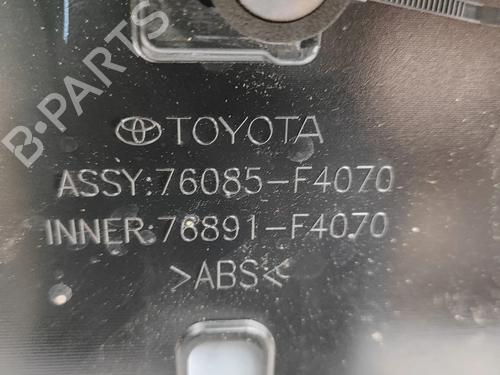 B-PARTS
TOYOTA
ASSY:76085-F4070
INNER:76891-F4070
>ABS<